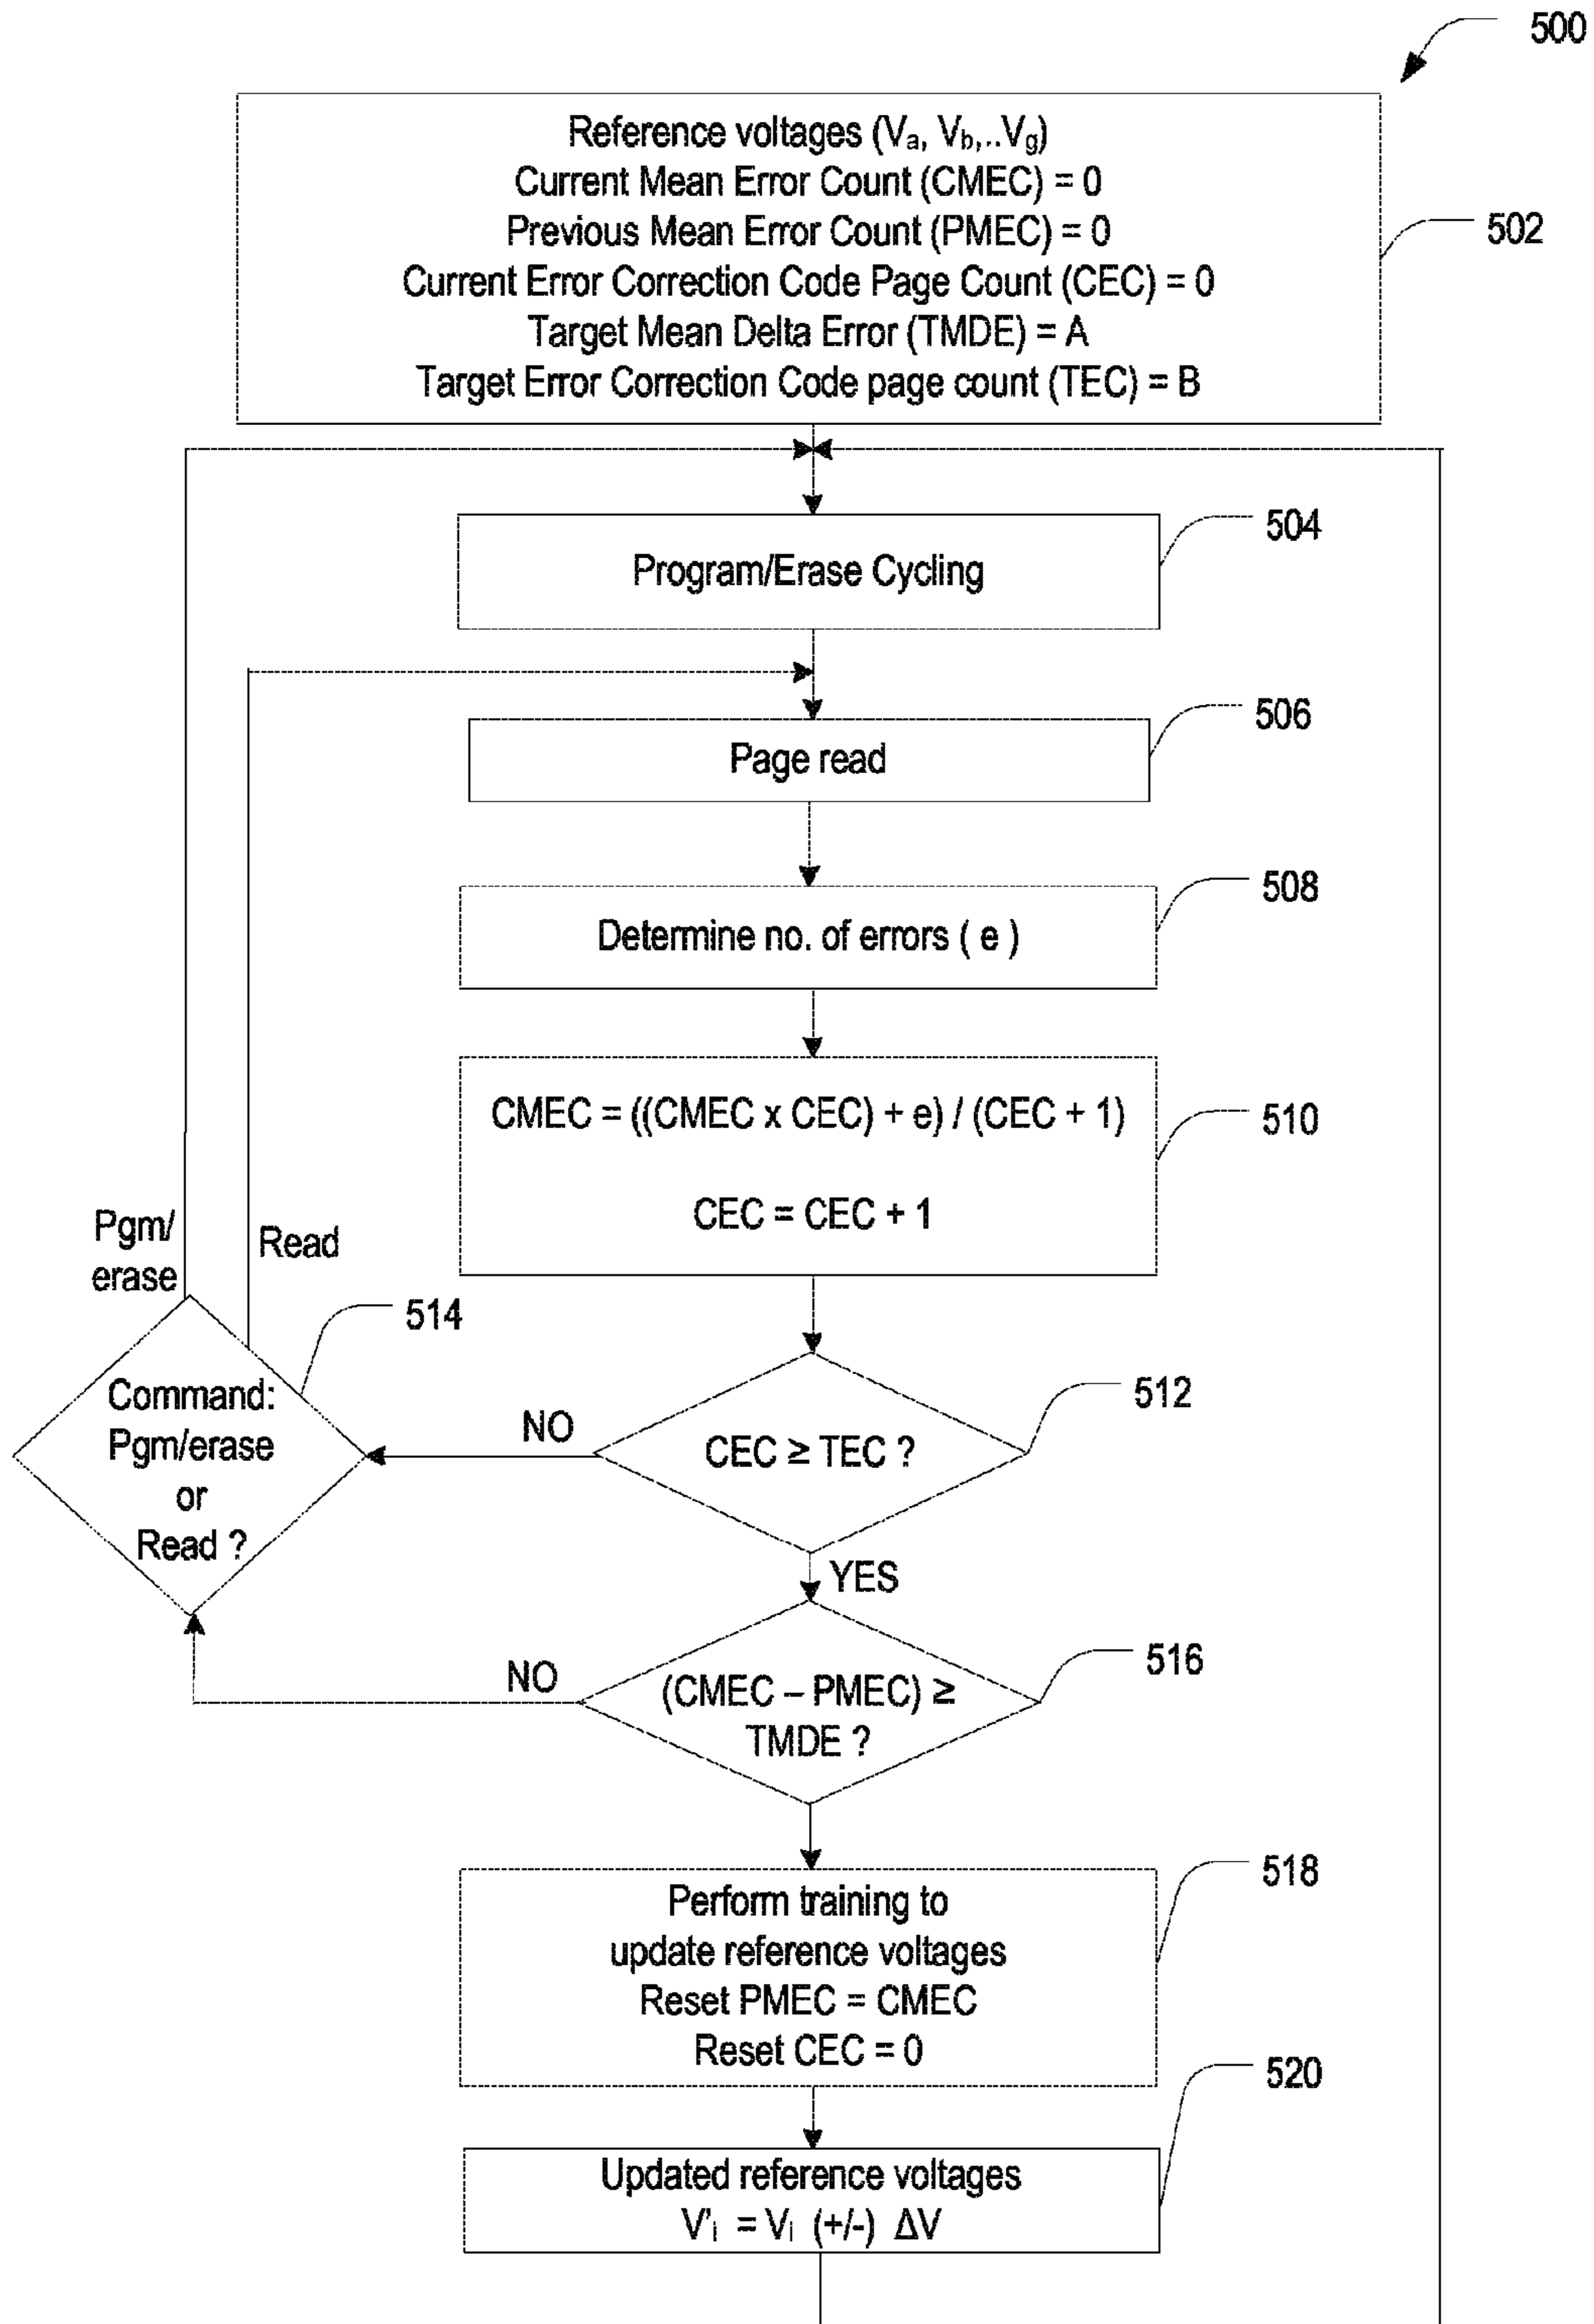 500
Reference voltages (Va, Vb,..Vg)
Current Mean Error Count (CMEC) = 0
Previous Mean Error Count (PMEC) = 0
Current Error Correction Code Page Count (CEC) = 0
Target Mean Delta Error (TMDE) = A
Target Error Correction Code page count (TEC) = B
502
Program/Erase Cycling
504
Page read
506
Determine no. of errors ( e )
508
CMEC = ((CMEC x CEC) + e) / (CEC + 1)
CEC = CEC + 1
510
Pgm/
erase
Read
514
Command:
Pgm/erase
or
Read ?
NO
CEC ≥ TEC ?
512
YES
NO
(CMEC – PMEC) ≥
TMDE ?
516
Perform training to
update reference voltages
Reset PMEC = CMEC
Reset CEC = 0
518
Updated reference voltages
V'i = Vi (+/-) ΔV
520